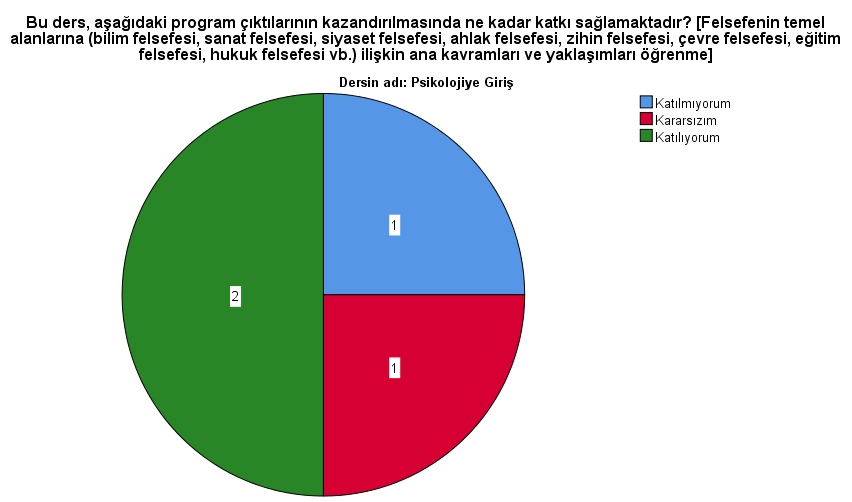 Bu ders, aşağıdaki program çıktılarının kazandırılmasında ne kadar katkı sağlamaktadır? [Felsefenin temel
alanlarına (bilim felsefesi, sanat felsefesi, siyaset felsefesi, ahlak felsefesi, zihin felsefesi, çevre felsefesi, eğitim
felsefesi, hukuk felsefesi vb.) ilişkin ana kavramları ve yaklaşımları öğrenme]
Dersin adı: Psikolojiye Giriş
Katılmıyorum
Kararsızım
Katılıyorum
1
2
1